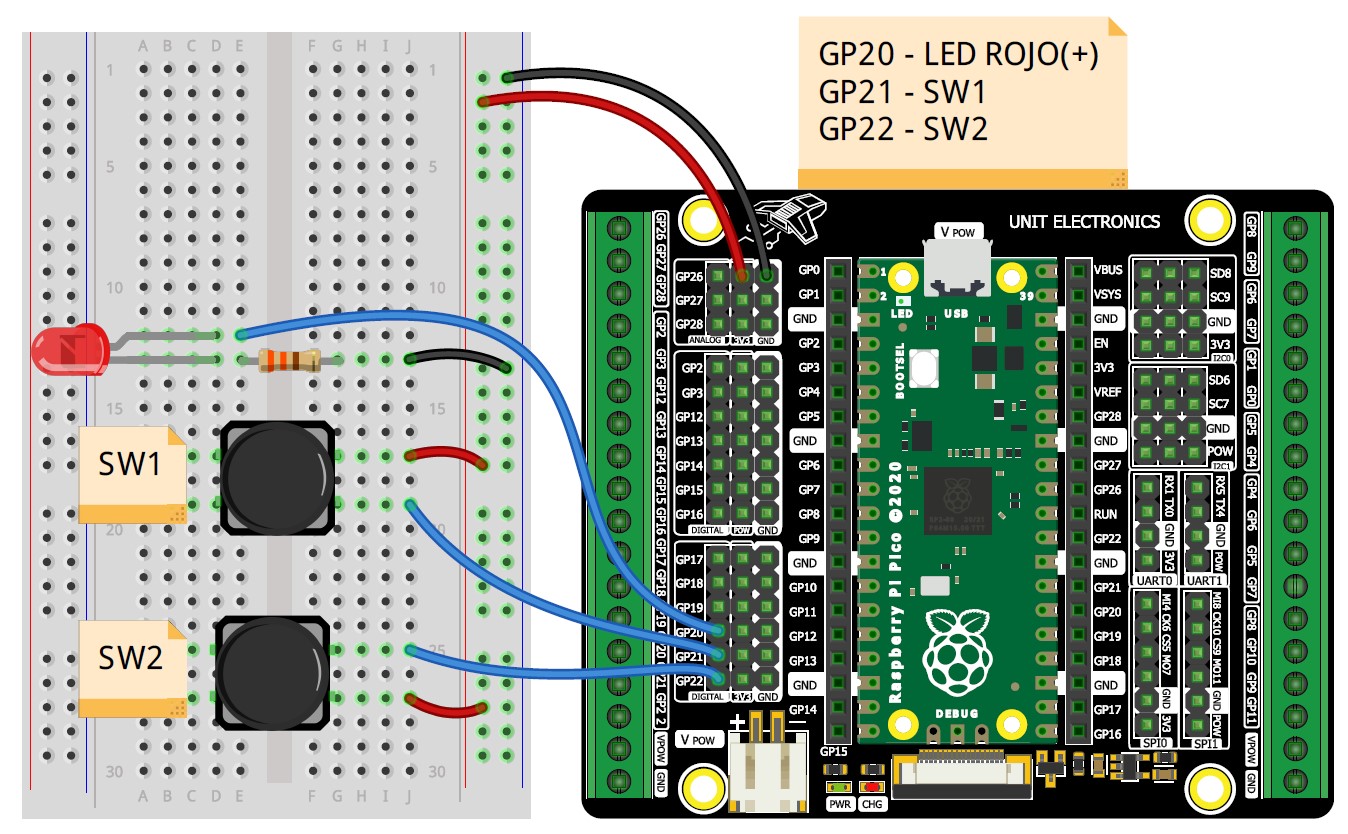 GP20 - LED ROJO(+)
GP21 - SW1
GP22 - SW2
A B C D E F G H I J
1 1
5 5
10 10
15 15
20 20
25 25
30 30
A B C D E F G H I J
SW1
SW2
UNIT ELECTRONICS
V POW
GP26 GP27 GP28
GP2
GP3
GP12
GP13
GP14
GP15
GP16
GP17
GP18
VPOW
GND
GP26
GP27
GP28
ANALOG 3V3 GND
GP2
GP3
GP12
GP13
GP14
GP15
GP16
DIGITAL POW GND
GP17
GP18
GP19
GP20
GP21
GP22
DIGITAL 3V3 GND
V POW
+ −
GP0
GP1
GND
GP2
GP3
GP4
GP5
GND
GP6
GP7
GP8
GP9
GND
GP10
GP11
GP12
GP13
GND
GP14
GP15
PWR CHG
1
2
39
LED USB
BOOTSEL
Raspberry Pi Pico ©2020
DEBUG
VBUS
VSYS
GND
EN
3V3
VREF
GP28
GND
GP27
GP26
RUN
GP22
GND
GP21
GP20
GP19
GP18
GND
GP17
GP16
SD8
SC9
GND
3V3
I2C0
SD6
SC7
GND
POW
I2C1
RX1 TX0 GND 3V3
UART0
RX5 TX4 GND POW
UART1
MI4 CK6 CS5 MO7 GND 3V3
SPI0
MI8 CK10 CS9 MO11 GND POW
SPI1
GP8
GP9
GP6
GP7
GP1
GP0
GP5
GP4
GP4
GP6
GP5
GP7
GP8
GP10
GP9
GP11
VPOW
GND